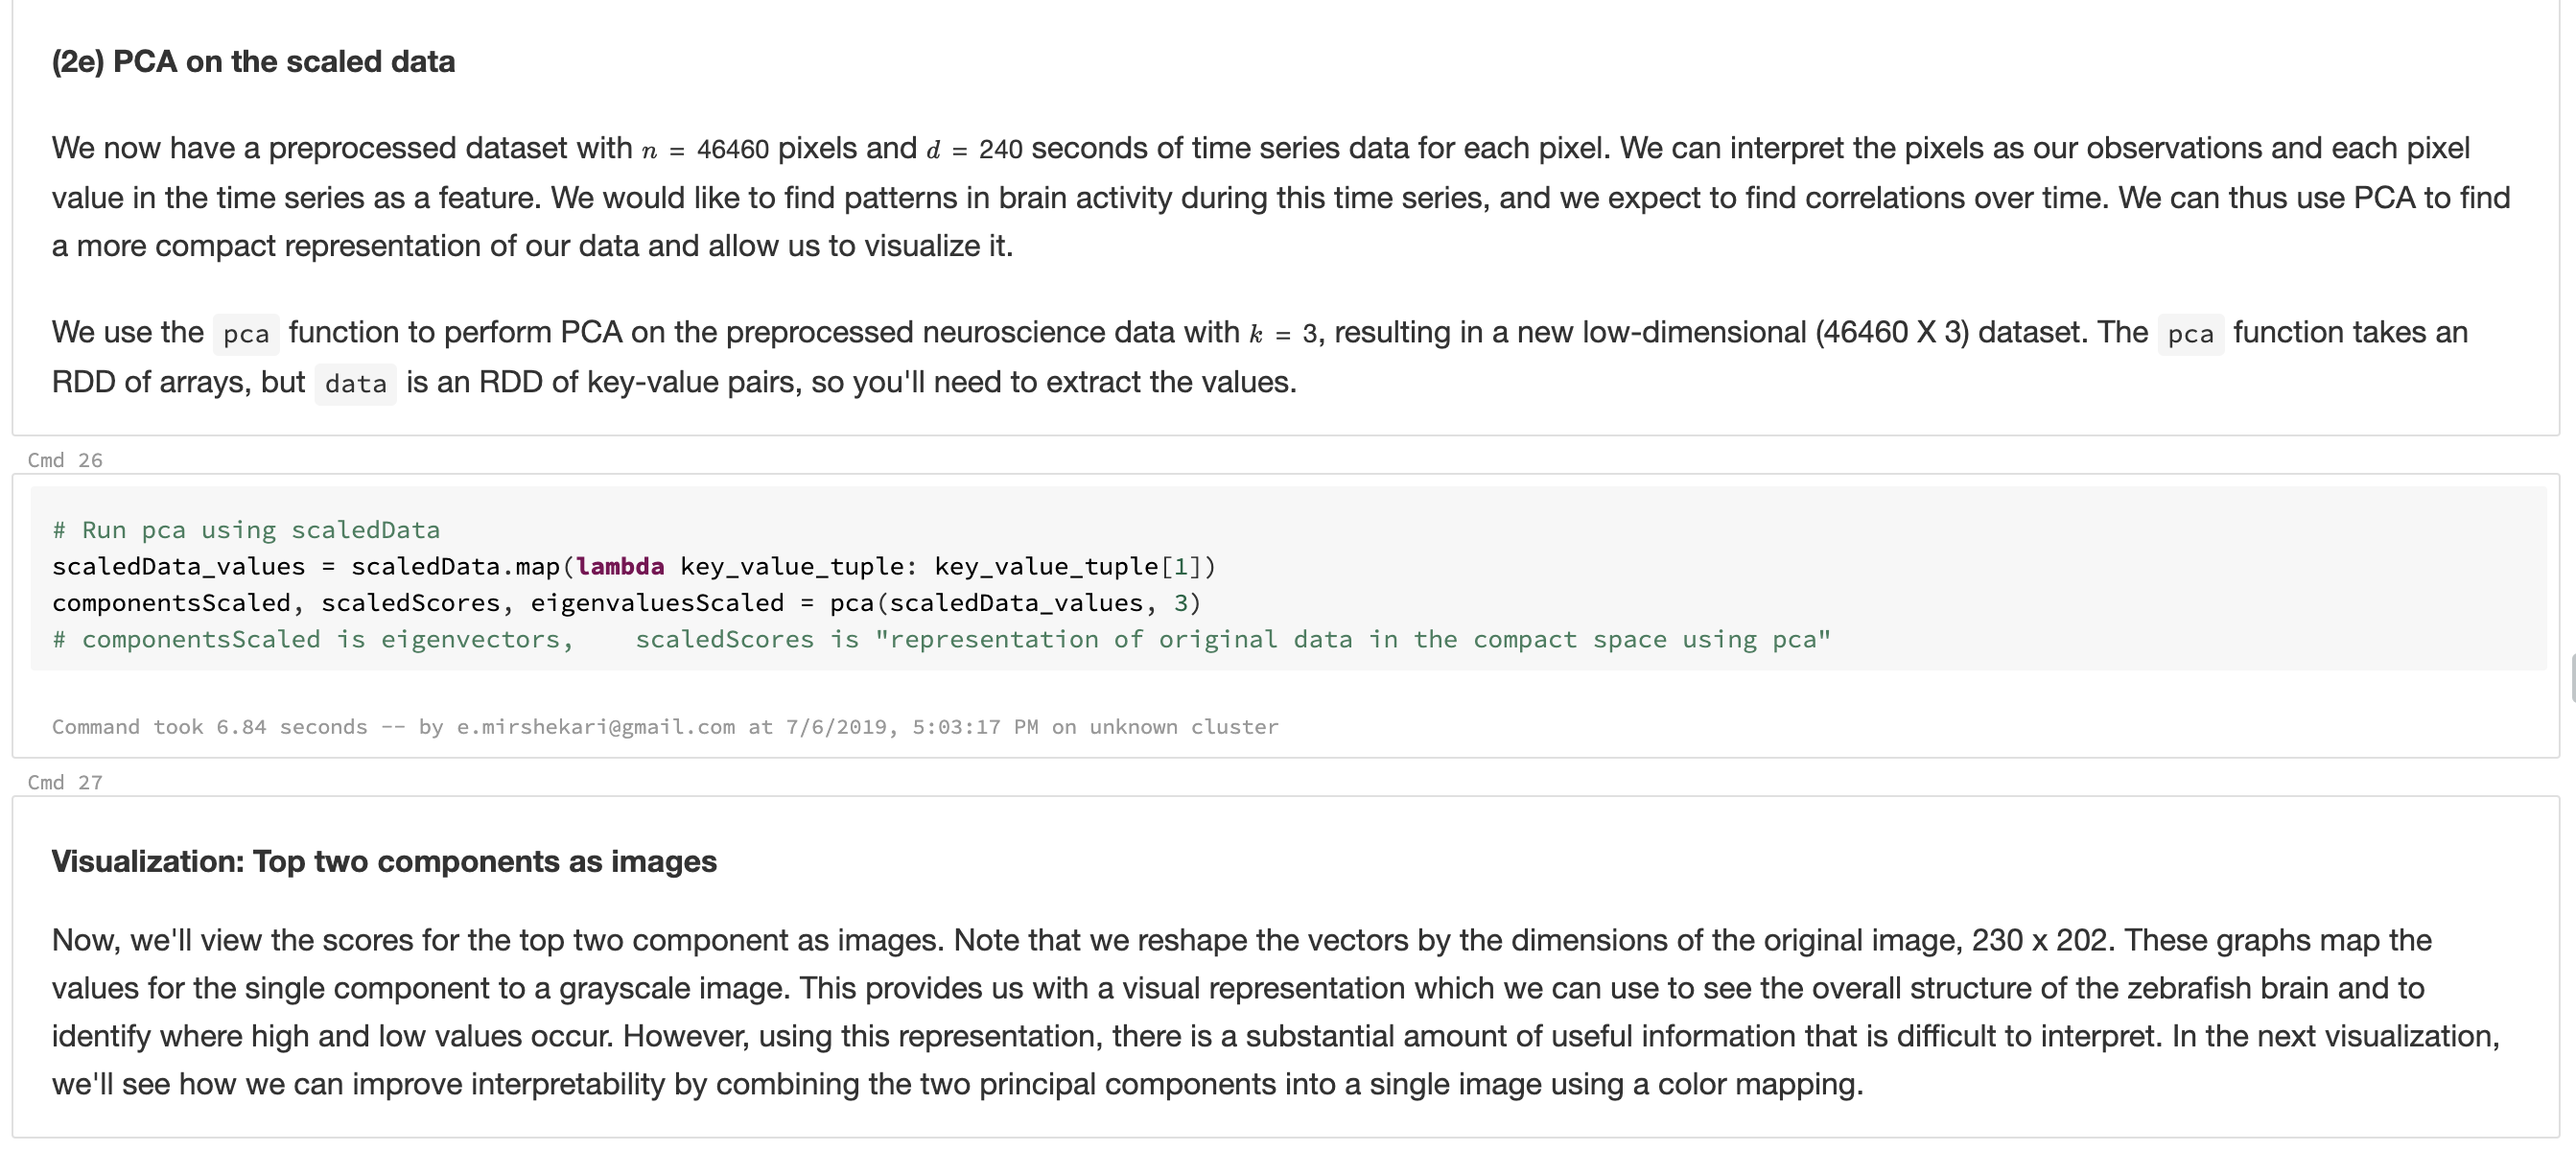 (2e) PCA on the scaled data
We now have a preprocessed dataset with n = 46460 pixels and d = 240 seconds of time series data for each pixel. We can interpret the pixels as our observations and each pixel
value in the time series as a feature. We would like to find patterns in brain activity during this time series, and we expect to find correlations over time. We can thus use PCA to find
a more compact representation of our data and allow us to visualize it.
We use the pca function to perform PCA on the preprocessed neuroscience data with k = 3, resulting in a new low-dimensional (46460 X 3) dataset. The pca function takes an
RDD of arrays, but data is an RDD of key-value pairs, so you'll need to extract the values.
Cmd 26
# Run pca using scaledData
scaledData_values = scaledData.map(lambda key_value_tuple: key_value_tuple[1])
componentsScaled, scaledScores, eigenvaluesScaled = pca(scaledData_values, 3)
# componentsScaled is eigenvectors,    scaledScores is "representation of original data in the compact space using pca"
Command took 6.84 seconds -- by e.mirshekari@gmail.com at 7/6/2019, 5:03:17 PM on unknown cluster
Cmd 27
Visualization: Top two components as images
Now, we'll view the scores for the top two component as images. Note that we reshape the vectors by the dimensions of the original image, 230 x 202. These graphs map the
values for the single component to a grayscale image. This provides us with a visual representation which we can use to see the overall structure of the zebrafish brain and to
identify where high and low values occur. However, using this representation, there is a substantial amount of useful information that is difficult to interpret. In the next visualization,
we'll see how we can improve interpretability by combining the two principal components into a single image using a color mapping.